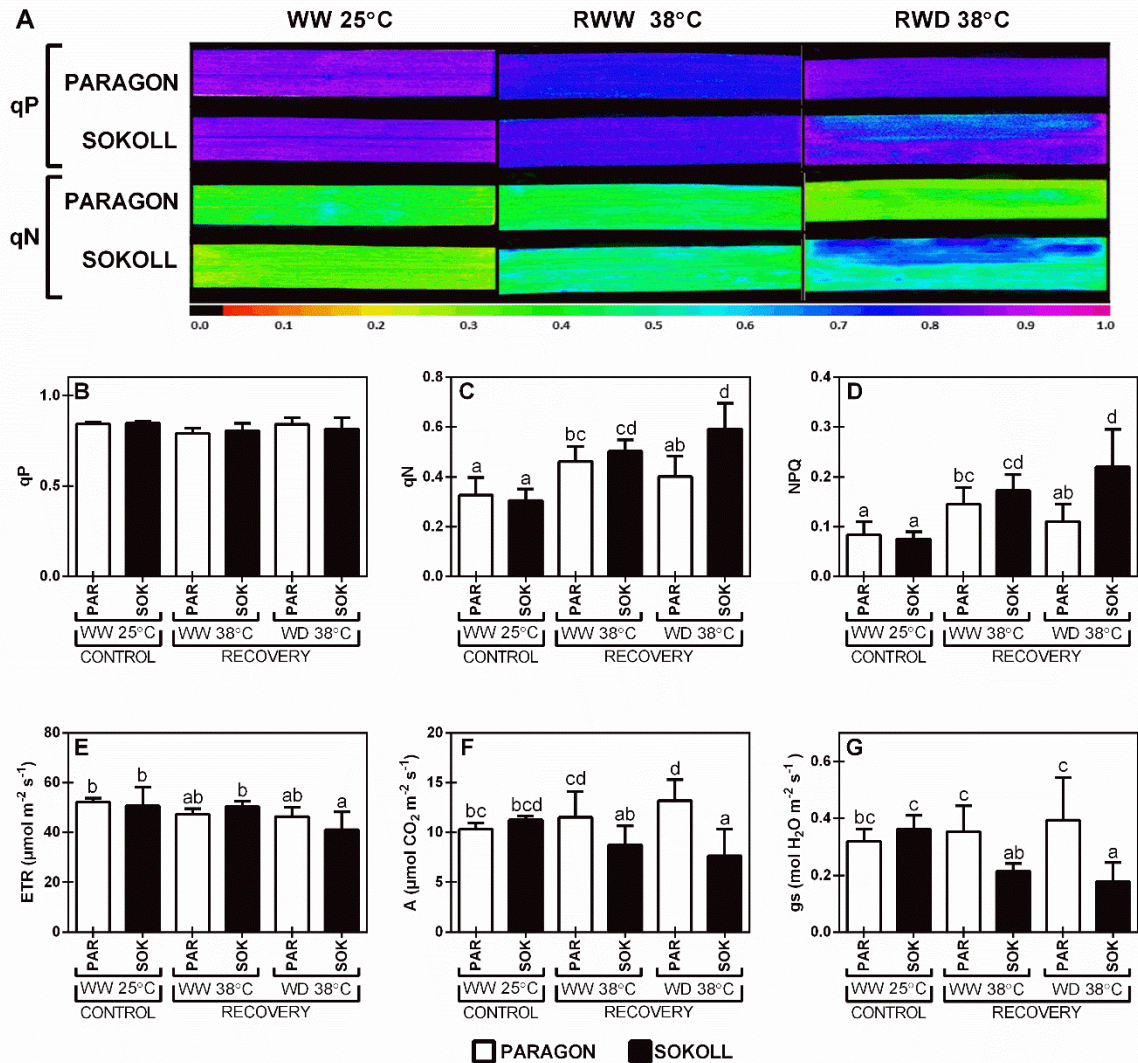 A WW 25°C RWW 38°C RWD 38°C
qP PARAGON
SOKOLL
qN PARAGON
SOKOLL
0.0 0.1 0.2 0.3 0.4 0.5 0.6 0.7 0.8 0.9 1.0
B
qP
1.0
0.5
0.0
PAR SOK PAR SOK PAR SOK
WW 25°C WW 38°C WD 38°C
CONTROL RECOVERY
C
qN
0.8
0.6
0.4
0.2
0.0
a a bc cd ab d
PAR SOK PAR SOK PAR SOK
WW 25°C WW 38°C WD 38°C
CONTROL RECOVERY
D
NPQ
0.4
0.3
0.2
0.1
0.0
a a bc cd ab d
PAR SOK PAR SOK PAR SOK
WW 25°C WW 38°C WD 38°C
CONTROL RECOVERY
E
ETR (µmol m⁻² s⁻¹)
80
60
40
20
0
b b ab b ab a
PAR SOK PAR SOK PAR SOK
WW 25°C WW 38°C WD 38°C
CONTROL RECOVERY
F
A (µmol CO₂ m⁻² s⁻¹)
20
15
10
5
0
bc bcd cd ab d a
PAR SOK PAR SOK PAR SOK
WW 25°C WW 38°C WD 38°C
CONTROL RECOVERY
G
gs (mol H₂O m⁻² s⁻¹)
0.6
0.4
0.2
0.0
bc c c ab c a
PAR SOK PAR SOK PAR SOK
WW 25°C WW 38°C WD 38°C
CONTROL RECOVERY
PARAGON SOKOLL